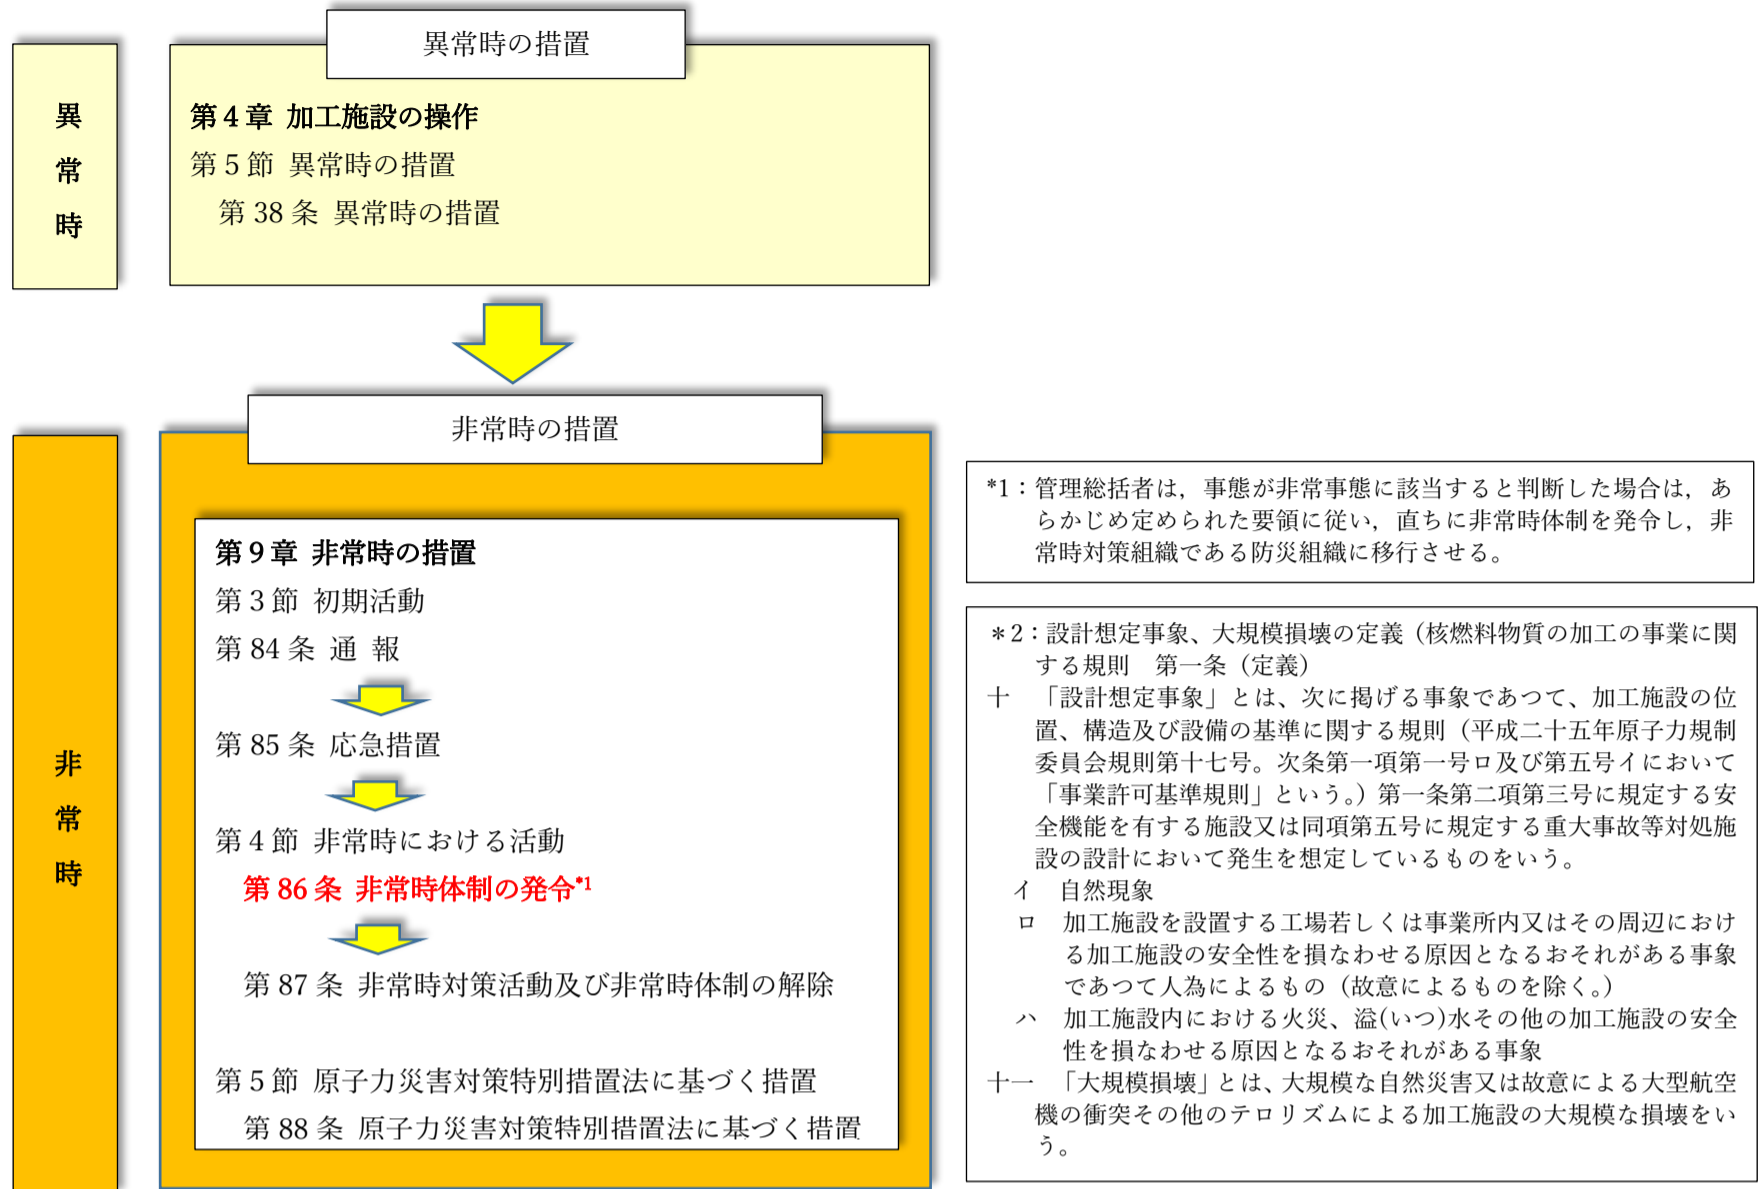 異常時の措置
異
常
時
第4章 加工施設の操作
第5節 異常時の措置
第38条 異常時の措置
非常時の措置
非
常
時
第9章 非常時の措置
第3節 初期活動
第84条 通 報
第85条 応急措置
第4節 非常時における活動
第86条 非常時体制の発令*1
第87条 非常時対策活動及び非常時体制の解除
第5節 原子力災害対策特別措置法に基づく措置
第88条 原子力災害対策特別措置法に基づく措置
*1：管理総括者は，事態が非常事態に該当すると判断した場合は，あ
らかじめ定められた要領に従い，直ちに非常時体制を発令し，非
常時対策組織である防災組織に移行させる。
＊2：設計想定事象、大規模損壊の定義（核燃料物質の加工の事業に関
する規則　第一条（定義）
十　「設計想定事象」とは、次に掲げる事象であつて、加工施設の位
置、構造及び設備の基準に関する規則（平成二十五年原子力規制
委員会規則第十七号。次条第一項第一号ロ及び第五号イにおいて
「事業許可基準規則」という。）第一条第二項第三号に規定する安
全機能を有する施設又は同項第五号に規定する重大事故等対処施
設の設計において発生を想定しているものをいう。
イ　自然現象
ロ　加工施設を設置する工場若しくは事業所内又はその周辺におけ
る加工施設の安全性を損なわせる原因となるおそれがある事象
であつて人為によるもの（故意によるものを除く。）
ハ　加工施設内における火災、溢(いつ)水その他の加工施設の安全
性を損なわせる原因となるおそれがある事象
十一　「大規模損壊」とは、大規模な自然災害又は故意による大型航空
機の衝突その他のテロリズムによる加工施設の大規模な損壊をい
う。